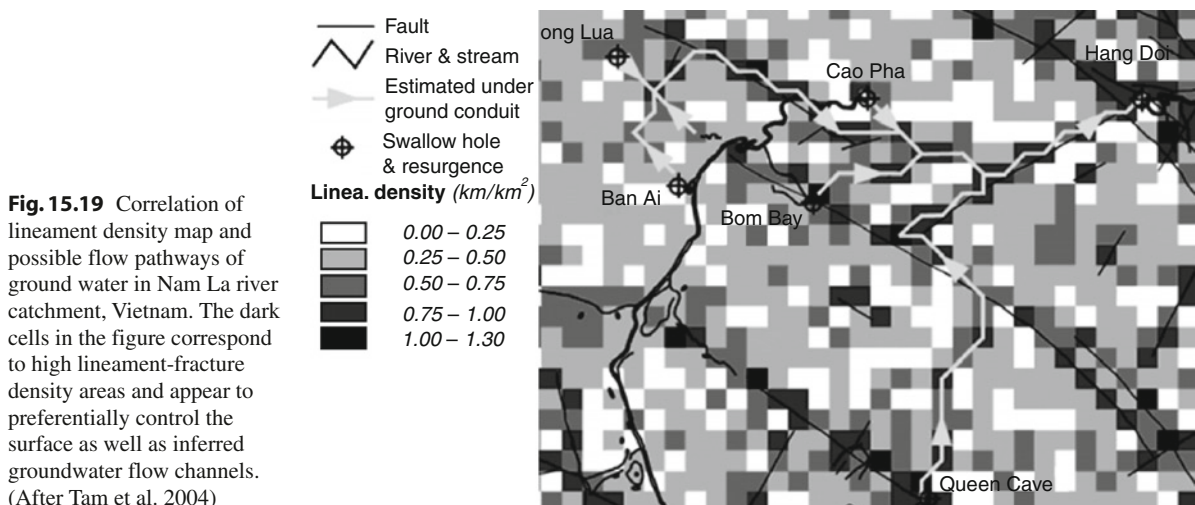 Fig. 15.19 Correlation of
lineament density map and
possible flow pathways of
ground water in Nam La river
catchment, Vietnam. The dark
cells in the figure correspond
to high lineament-fracture
density areas and appear to
preferentially control the
surface as well as inferred
groundwater flow channels.
(After Tam et al. 2004)
Fault
River & stream
Estimated under
ground conduit
Swallow hole
& resurgence
Linea. density (km/km²)
0.00 – 0.25
0.25 – 0.50
0.50 – 0.75
0.75 – 1.00
1.00 – 1.30
ong Lua
Cao Pha
Hang Doi
Ban Ai
Bom Bay
Queen Cave